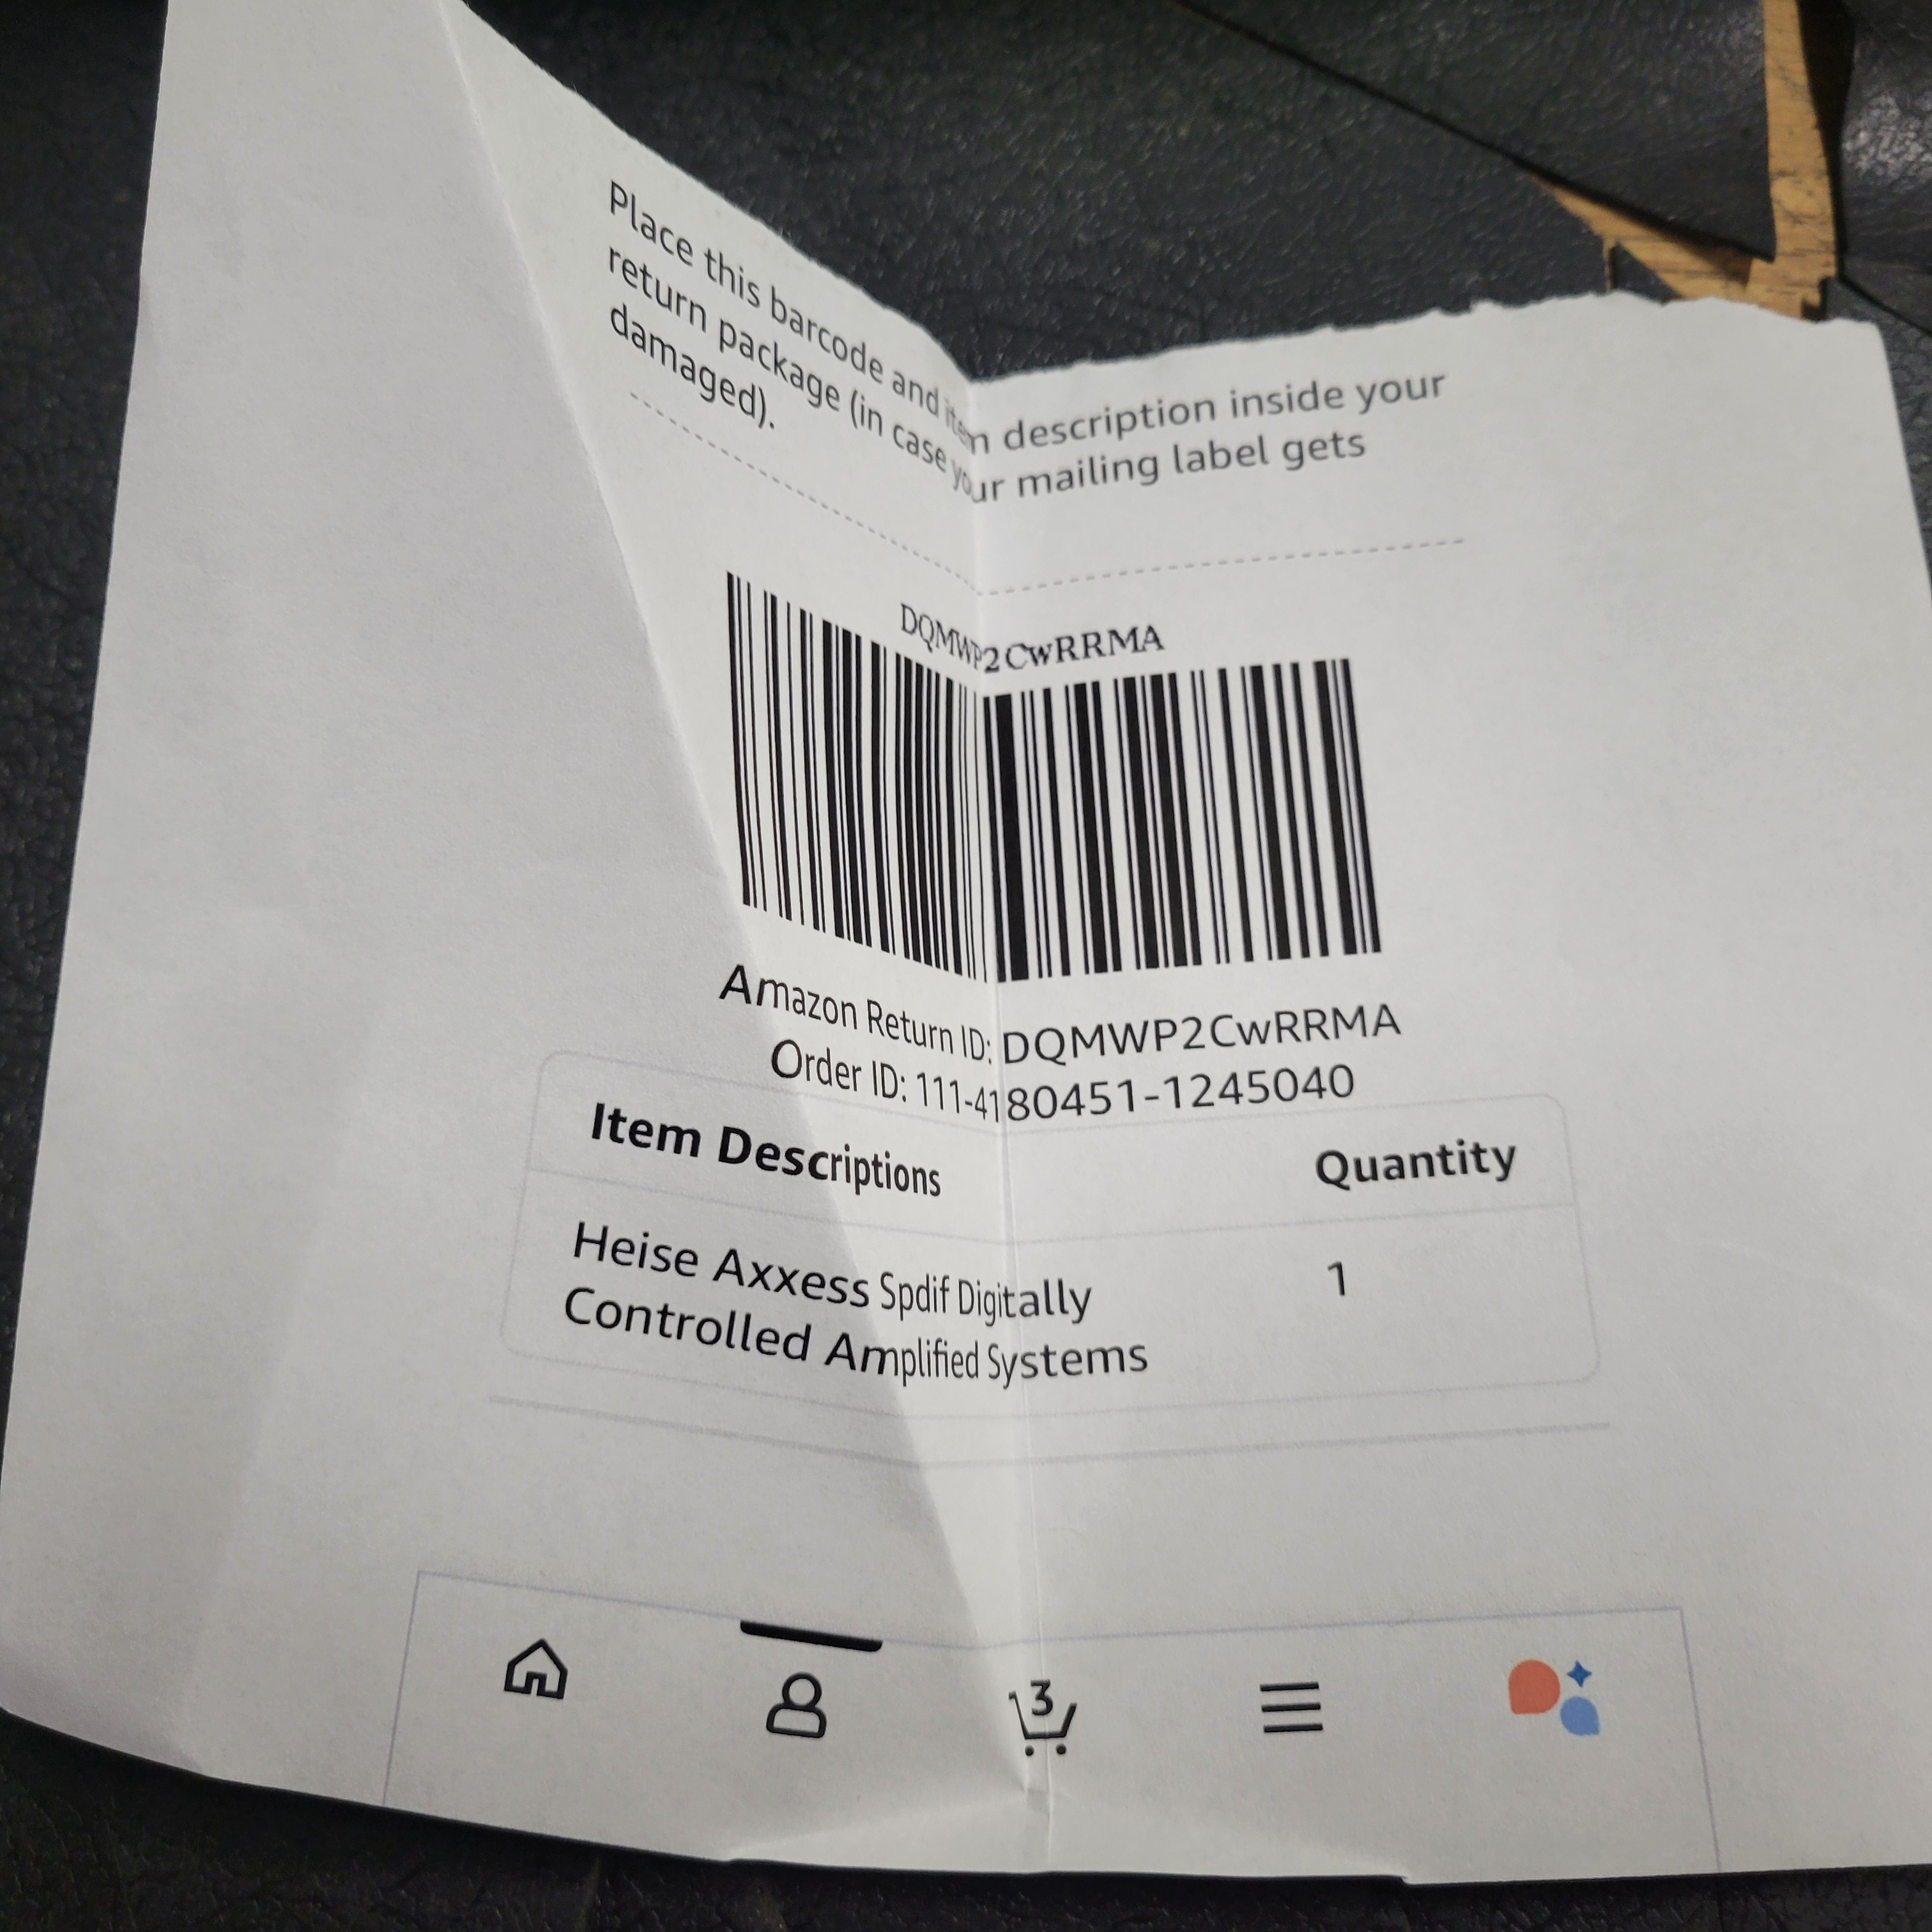 Place this barcode and item description inside your
return package (in case your mailing label gets
damaged).
DQMWP2CwRRMA
Amazon Return ID: DQMWP2CwRRMA
Order ID: 111-4180451-1245040
Item Descriptions Quantity
Heise Axxess Spdif Digitally 1
Controlled Amplified Systems
3